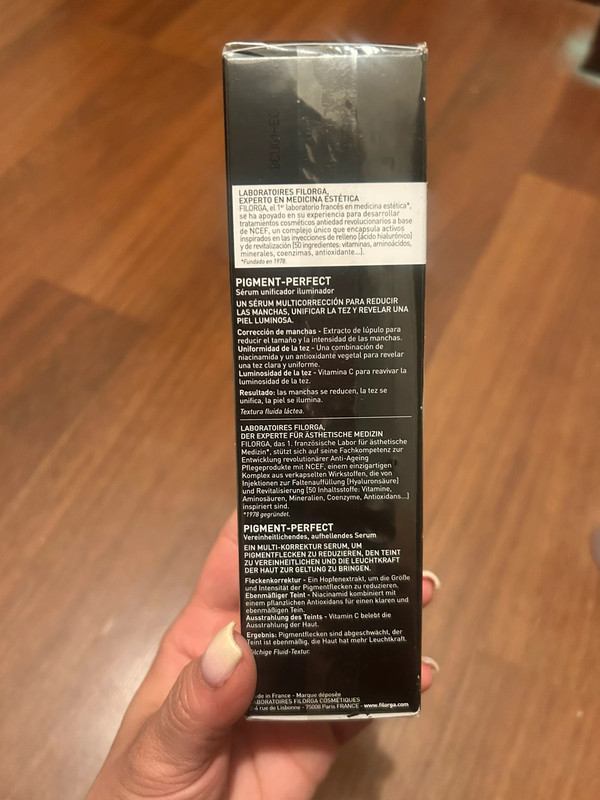 LABORATOIRES FILORGA,
EXPERTO EN MEDICINA ESTÉTICA
FILORGA, el 1er laboratorio francés en medicina estética*,
se ha apoyado en su experiencia para desarrollar
tratamientos cosméticos antiedad revolucionarios a base
de NCEF, un complejo único que encapsula activos
inspirados en las inyecciones de relleno [ácido hialurónico]
y de revitalización [50 ingredientes: vitaminas, aminoácidos,
minerales, coenzimas, antioxidante...].
*Fundado en 1978.
PIGMENT-PERFECT
Sérum unificador iluminador
UN SÉRUM MULTICORRECCIÓN PARA REDUCIR
LAS MANCHAS, UNIFICAR LA TEZ Y REVELAR UNA
PIEL LUMINOSA.
Corrección de manchas - Extracto de lúpulo para
reducir el tamaño y la intensidad de las manchas.
Uniformidad de la tez - Una combinación de
niacinamida y un antioxidante vegetal para revelar
una tez clara y uniforme.
Luminosidad de la tez - Vitamina C para reavivar la
luminosidad de la tez.
Resultado: las manchas se reducen, la tez se
unifica, la piel se ilumina.
Textura fluida láctea.
LABORATOIRES FILORGA,
DER EXPERTE FÜR ÄSTHETISCHE MEDIZIN
FILORGA, das 1. französische Labor für ästhetische
Medizin*, stützt sich auf seine Fachkompetenz zur
Entwicklung revolutionärer Anti-Ageing
Pflegeprodukte mit NCEF, einem einzigartigen
Komplex aus verkapselten Wirkstoffen, die von
Injektionen zur Faltenauffüllung [Hyaluronsäure]
und Revitalisierung [50 Inhaltsstoffe: Vitamine,
Aminosäuren, Mineralien, Coenzyme, Antioxidans...]
inspiriert sind.
*1978 gegründet.
PIGMENT-PERFECT
Vereinheitlichendes, aufhellendes Serum
EIN MULTI-KORREKTUR SERUM, UM
PIGMENTFLECKEN ZU REDUZIEREN, DEN TEINT
ZU VEREINHEITLICHEN UND DIE LEUCHTKRAFT
DER HAUT ZUR GELTUNG ZU BRINGEN.
Fleckenkorrektur - Ein Hopfenextrakt, um die Größe
und Intensität der Pigmentflecken zu reduzieren.
Ebenmäßiger Teint - Niacinamid kombiniert mit
einem pflanzlichen Antioxidans für einen klaren und
ebenmäßigen Tein.
Ausstrahlung des Teints - Vitamin C belebt die
Ausstrahlung der Haut.
Ergebnis: Pigmentflecken sind abgeschwächt, der
Teint ist ebenmäßig, die Haut hat mehr Leuchtkraft.
lchige Fluid-Textur.
de in France - Marque déposée
LABORATOIRES FILORGA COSMÉTIQUES
4 rue de Lisbonne - 75008 Paris FRANCE - www.filorga.com